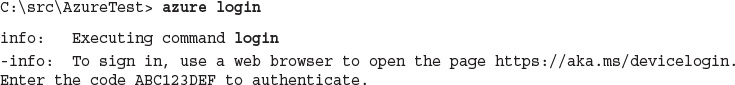 C:\src\AzureTest> azure login
info:   Executing command login
-info:  To sign in, use a web browser to open the page https://aka.ms/devicelogin.
Enter the code ABC123DEF to authenticate.